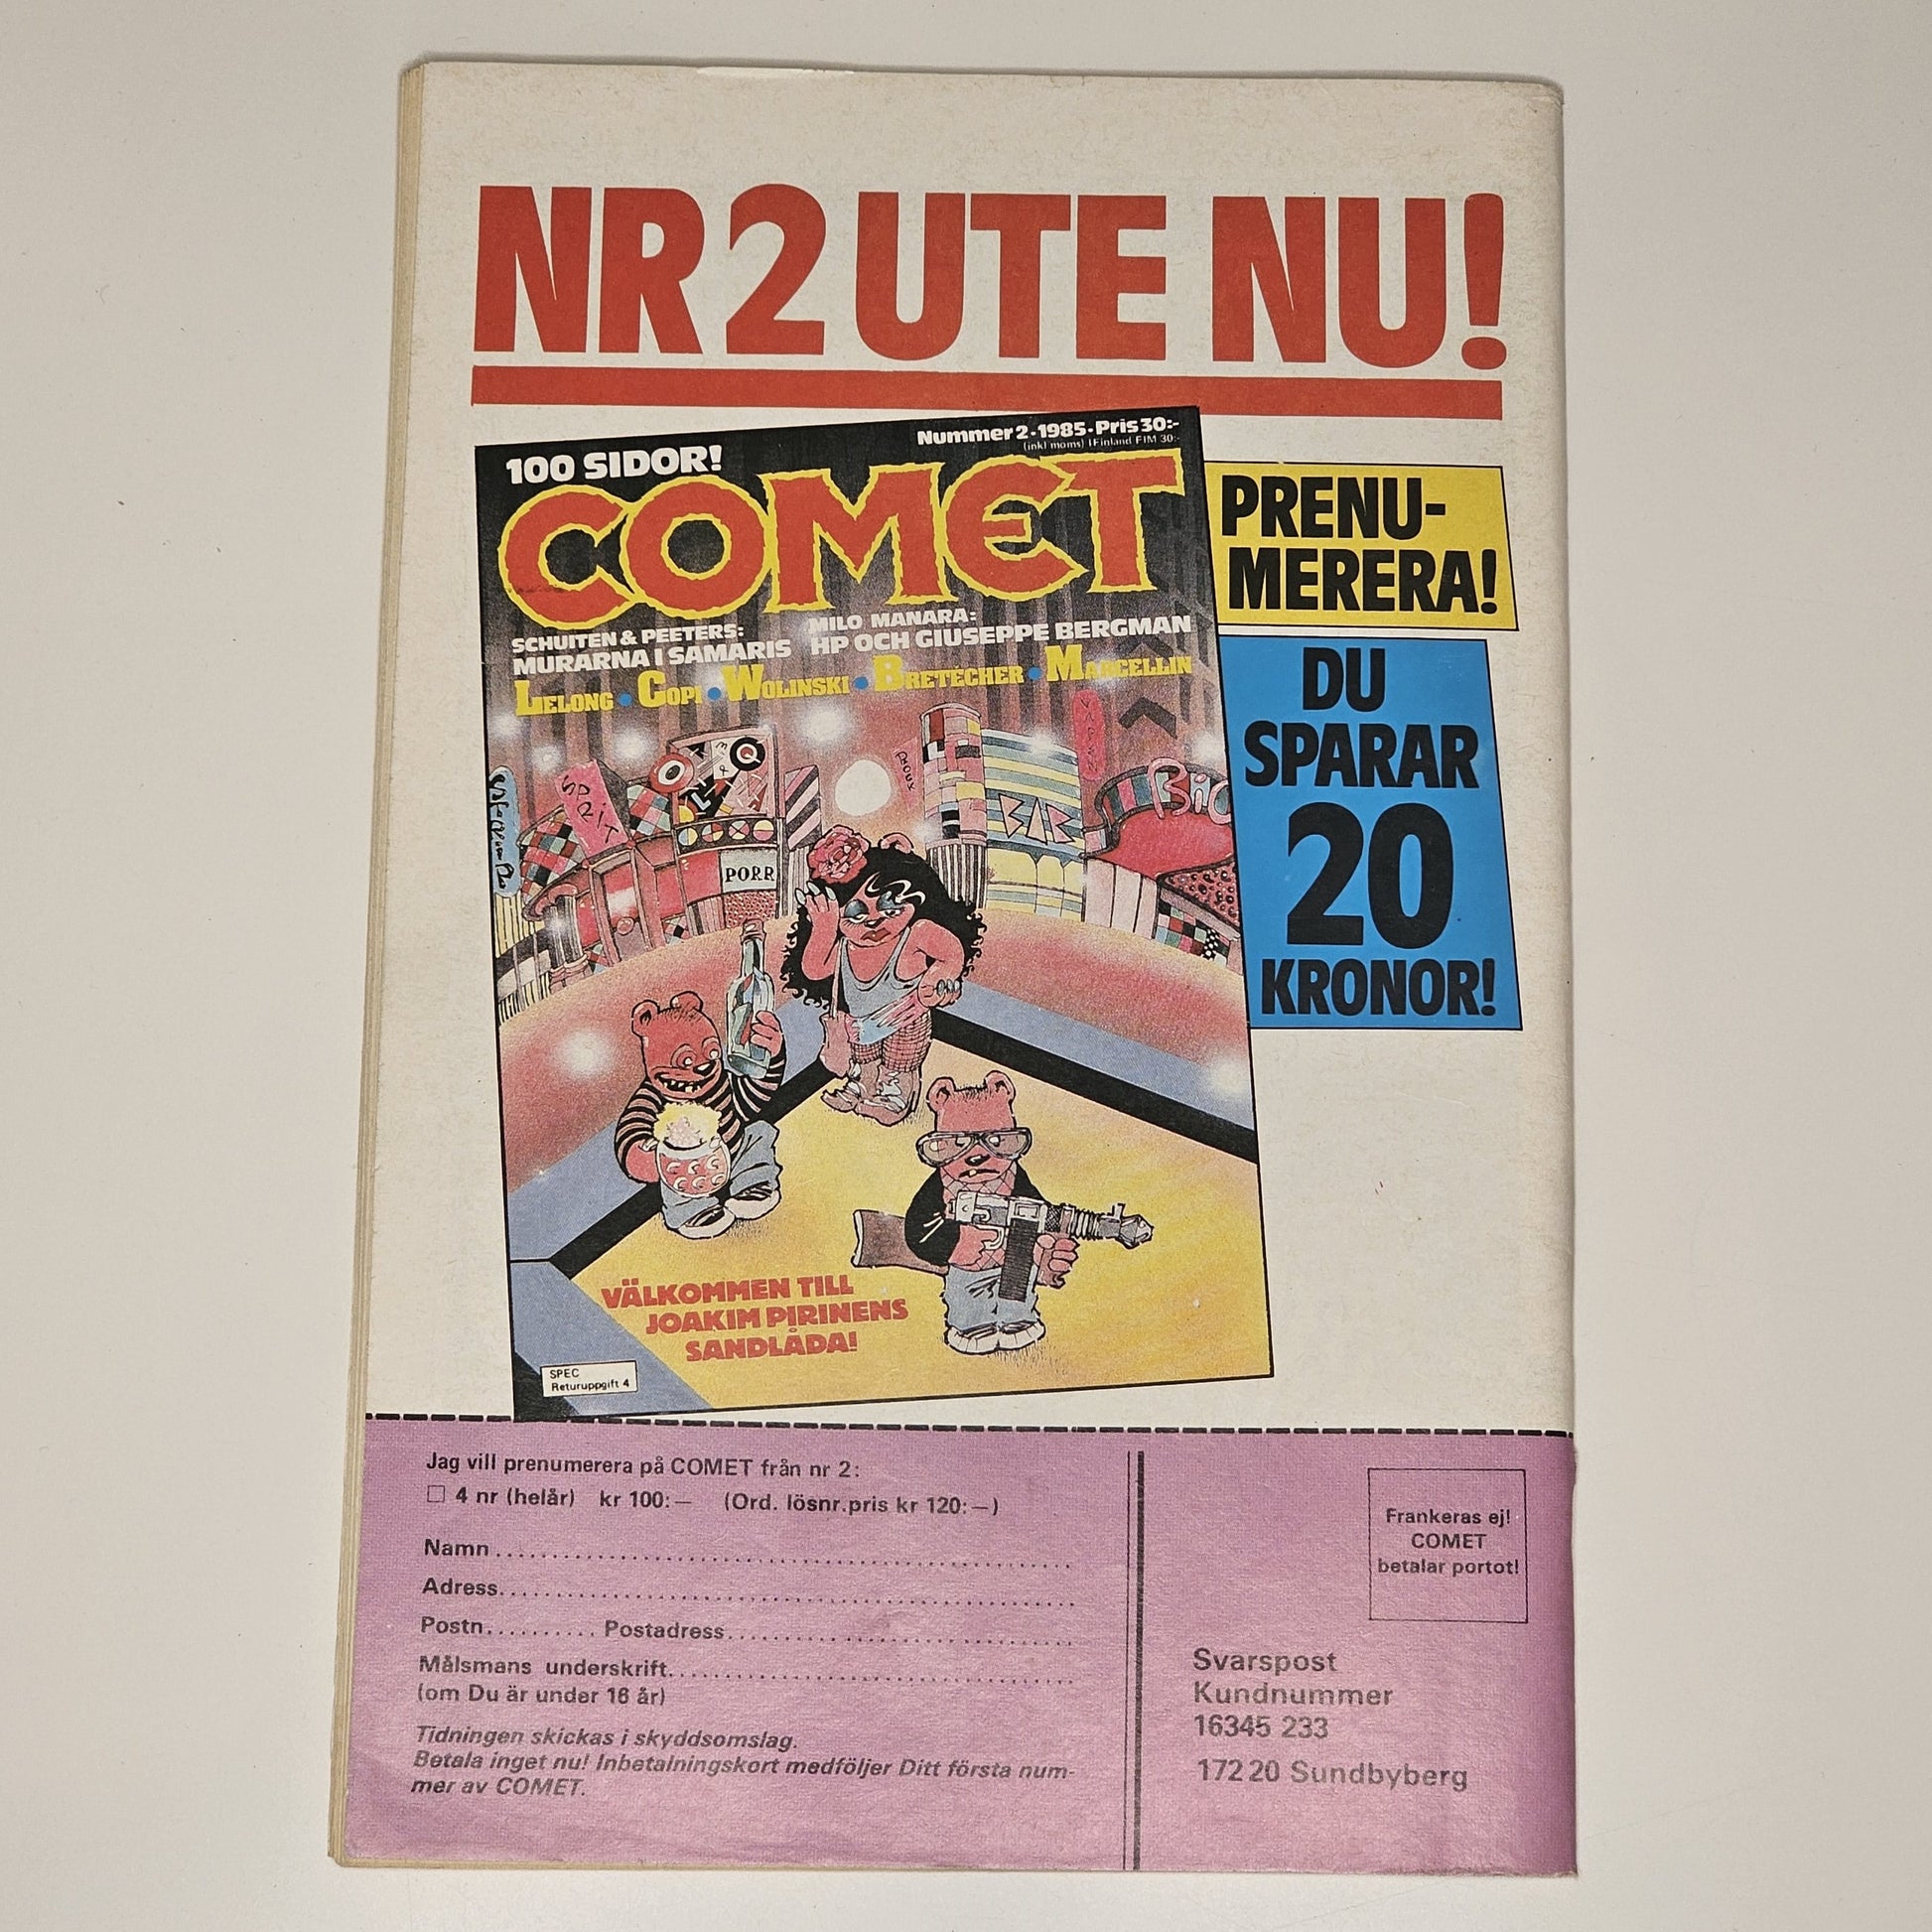 NR 2 UTE NU!
100 SIDOR!
Nummer 2 - 1985 - Pris 30:-
(inkl moms) I Finland FIM 30:-
COMET
SCHUITEN & PEETERS:
MURARNA I SAMARIS
MILO MANARA:
HP OCH GIUSEPPE BERGMAN
LELONG • COPI • WOLINSKI • BRETÉCHER • MARCELLIN
SPRIT
PORR
BAR
VAPEN
BIO
VÄLKOMMEN TILL
JOAKIM PIRINENS
SANDLÅDA!
SPEC
Returuppgift 4
PRENU-
MERERA!
DU
SPARAR
20
KRONOR!
Jag vill prenumerera på COMET från nr 2:
☐ 4 nr (helår) kr 100:— (Ord. lösnr.pris kr 120:—)
Namn
Adress
Postn Postadress
Målsmans underskrift
(om Du är under 16 år)
Tidningen skickas i skyddsomslag.
Betala inget nu! Inbetalningskort medföljer Ditt första num-
mer av COMET.
Frankeras ej!
COMET
betalar portot!
Svarspost
Kundnummer
16345 233
172 20 Sundbyberg